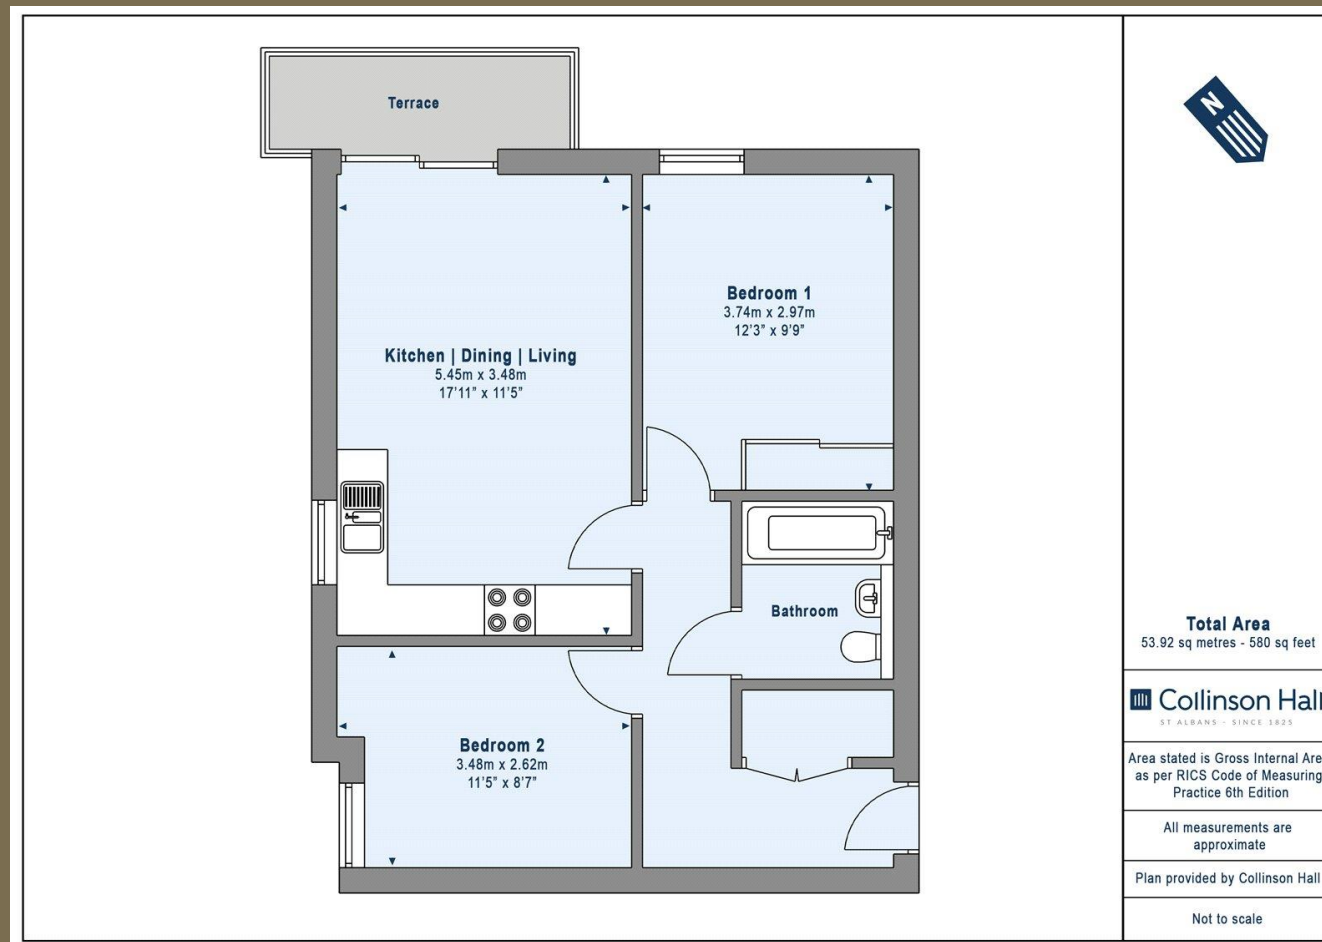 Terrace
N
Bedroom 1
3.74m x 2.97m
12'3" x 9'9"
Kitchen | Dining | Living
5.45m x 3.48m
17'11" x 11'5"
Bathroom
Bedroom 2
3.48m x 2.62m
11'5" x 8'7"
Total Area
53.92 sq metres - 580 sq feet
Collinson Hall
ST ALBANS - SINCE 1825
Area stated is Gross Internal Are
as per RICS Code of Measuring
Practice 6th Edition
All measurements are
approximate
Plan provided by Collinson Hall
Not to scale